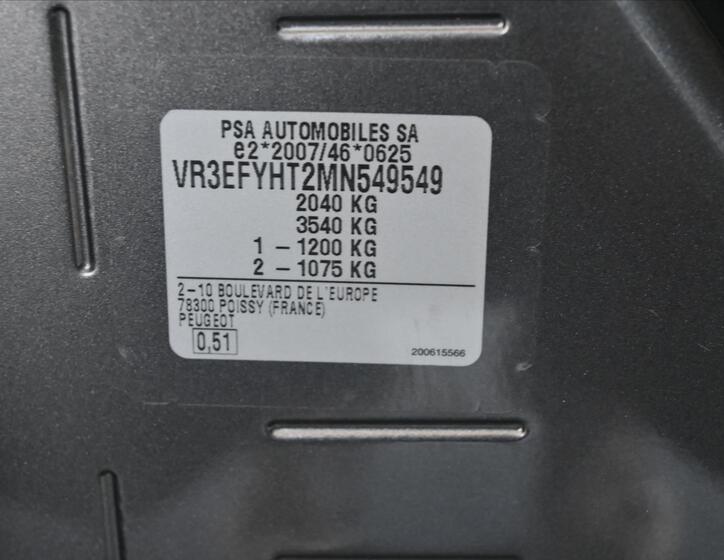 PSA AUTOMOBILES SA
e2*2007/46*0625
VR3EFYHT2MN549549
2040 KG
3540 KG
1 - 1200 KG
2 - 1075 KG
2-10 BOULEVARD DE L'EUROPE
78300 POISSY (FRANCE)
PEUGEOT
0,51
200615566